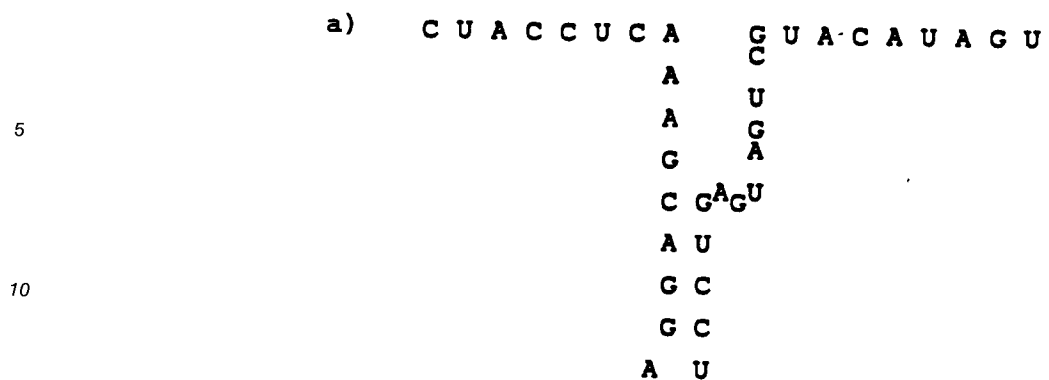 a) C U A C C U C A G U A C A U A G U
A C
A U
5 A G
G A
C G A G U
A U
10 G C
G C
A U